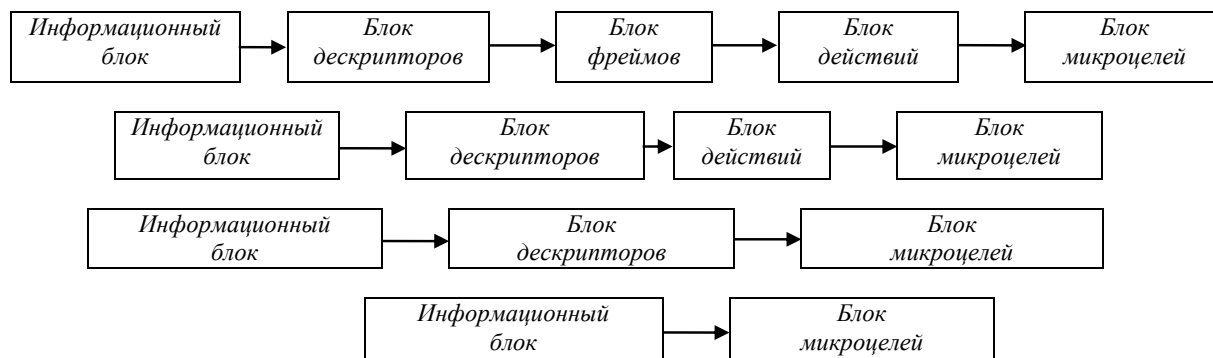 Информационный
блок
Блок
дескрипторов
Блок
фреймов
Блок
действий
Блок
микроцелей
Информационный
блок
Блок
дескрипторов
Блок
действий
Блок
микроцелей
Информационный
блок
Блок
дескрипторов
Блок
микроцелей
Информационный
блок
Блок
микроцелей